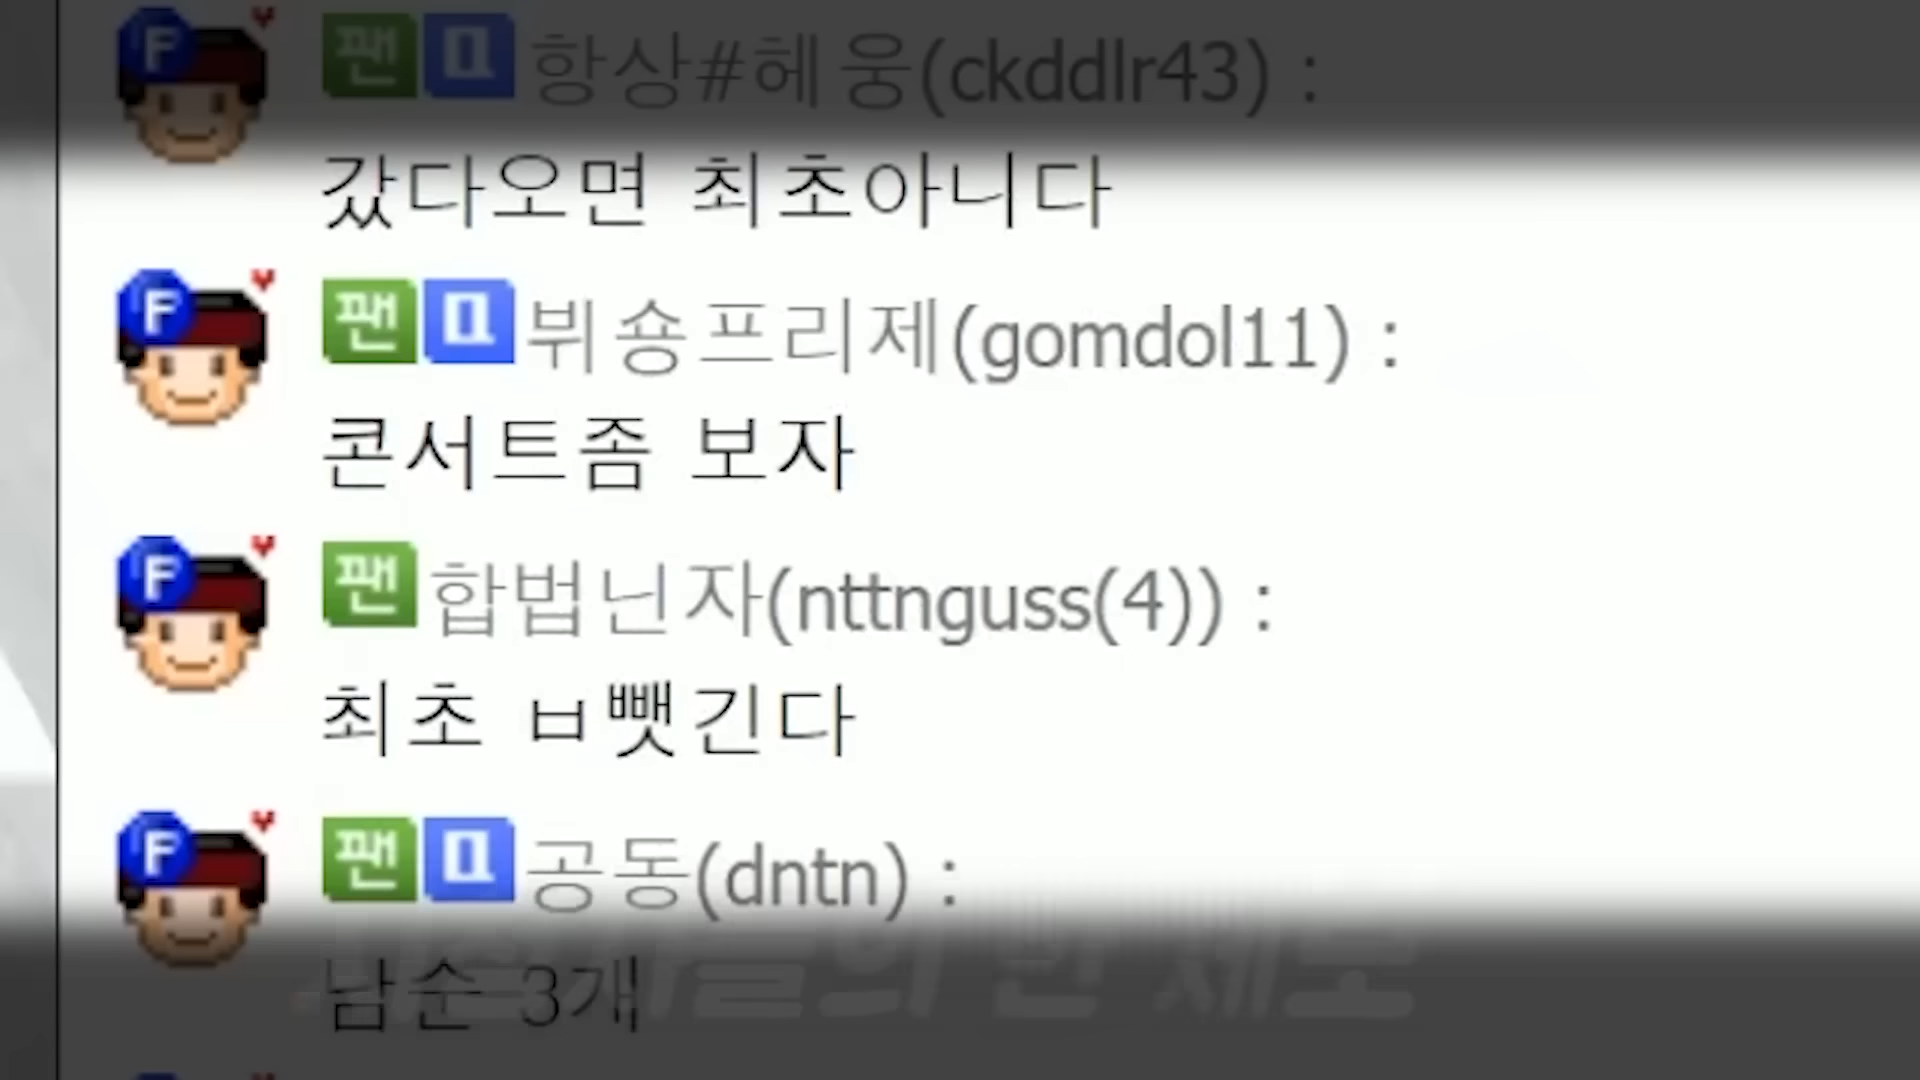 F 팬 Q 항상#헤웅(ckddlr43) :
갔다오면 최초아니다
F 팬 Q 뷔숑프리제(gomdol11) :
콘서트좀 보자
F 팬 합법닌자(nttnguss(4)) :
최초 ㅂ뺏긴다
F 팬 Q 공동(dntn) :
남순 3개